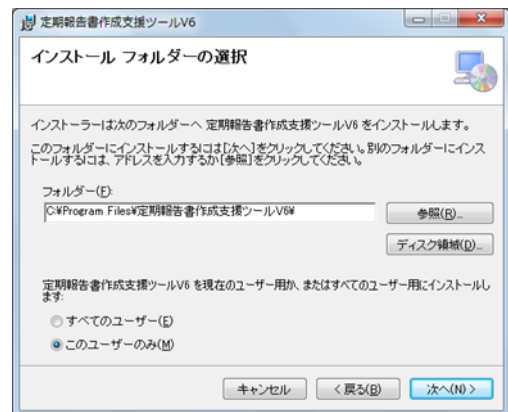 定期報告書作成支援ツールV6
インストール フォルダーの選択
インストーラーは次のフォルダーへ 定期報告書作成支援ツールV6 をインストールします。
このフォルダーにインストールするには[次へ]をクリックしてください。別のフォルダーにインス
トールするには、アドレスを入力するか[参照]をクリックしてください。
フォルダー(F):
C:¥Program Files¥定期報告書作成支援ツールV6¥
参照(R)...
ディスク領域(D)...
定期報告書作成支援ツールV6 を現在のユーザー用か、またはすべてのユーザー用にインストールし
ます:
すべてのユーザー(E)
このユーザーのみ(M)
キャンセル
< 戻る(B)
次へ(N) >